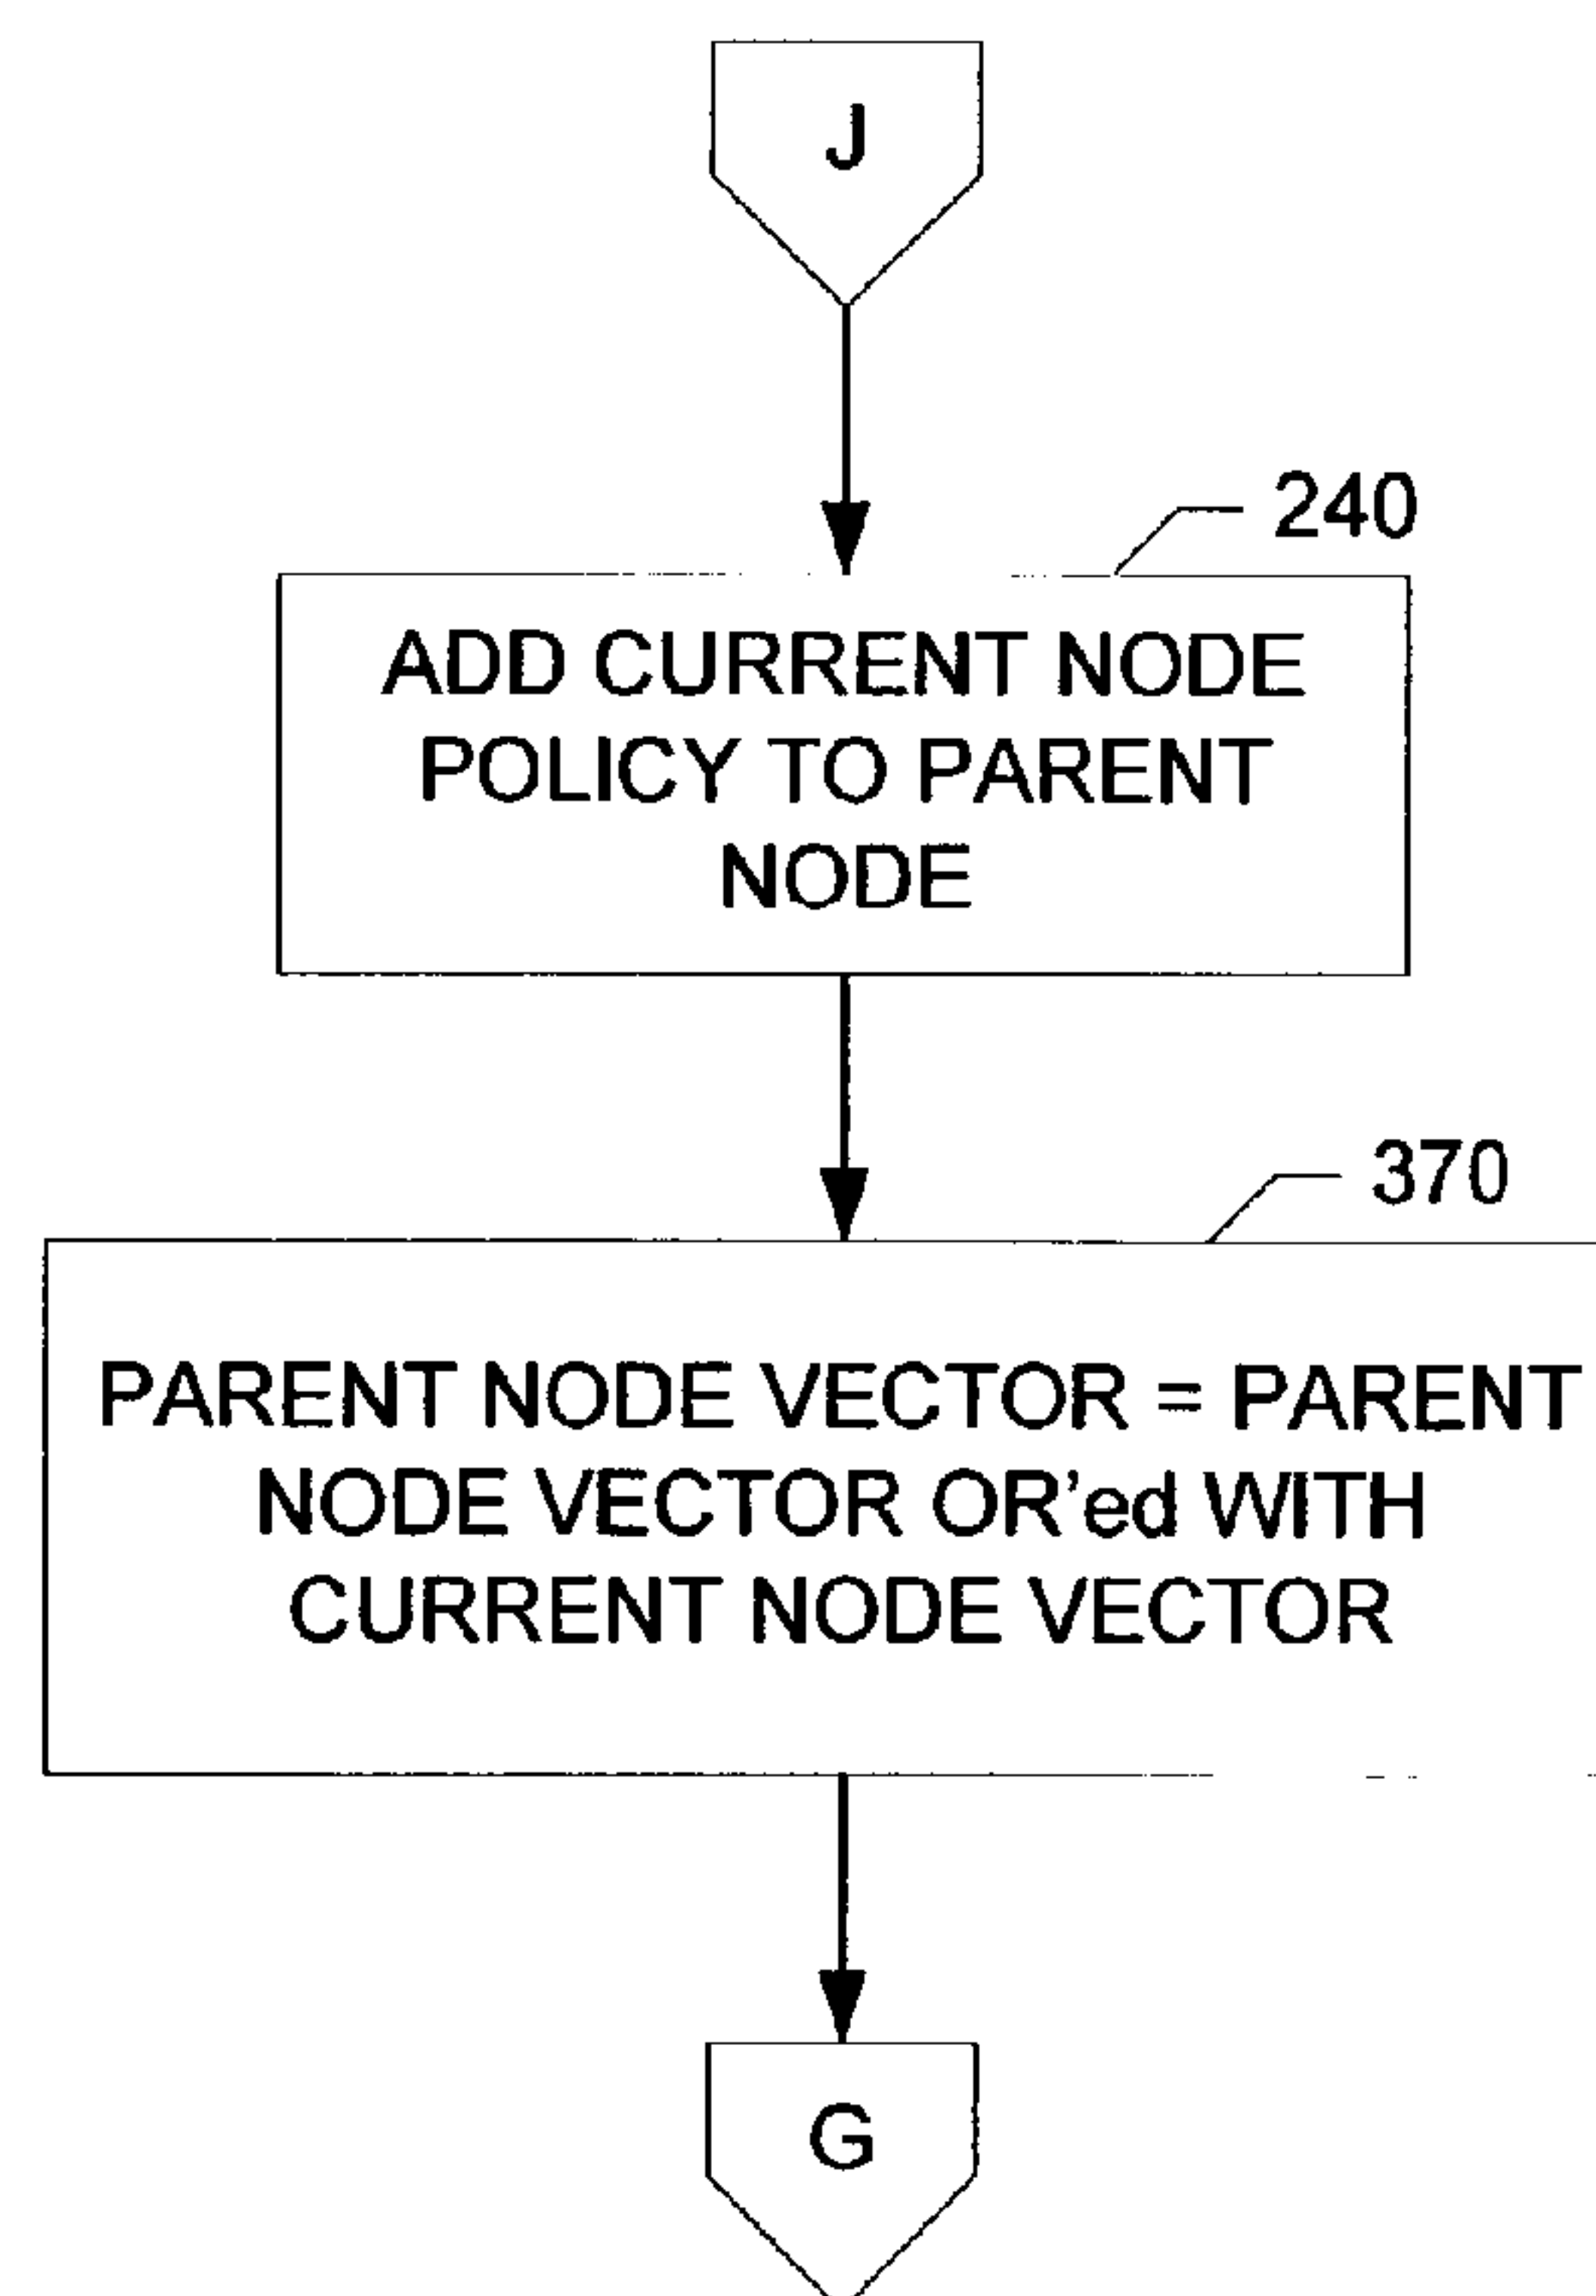 J
240
ADD CURRENT NODE
POLICY TO PARENT
NODE
370
PARENT NODE VECTOR = PARENT
NODE VECTOR OR'ed WITH
CURRENT NODE VECTOR
G